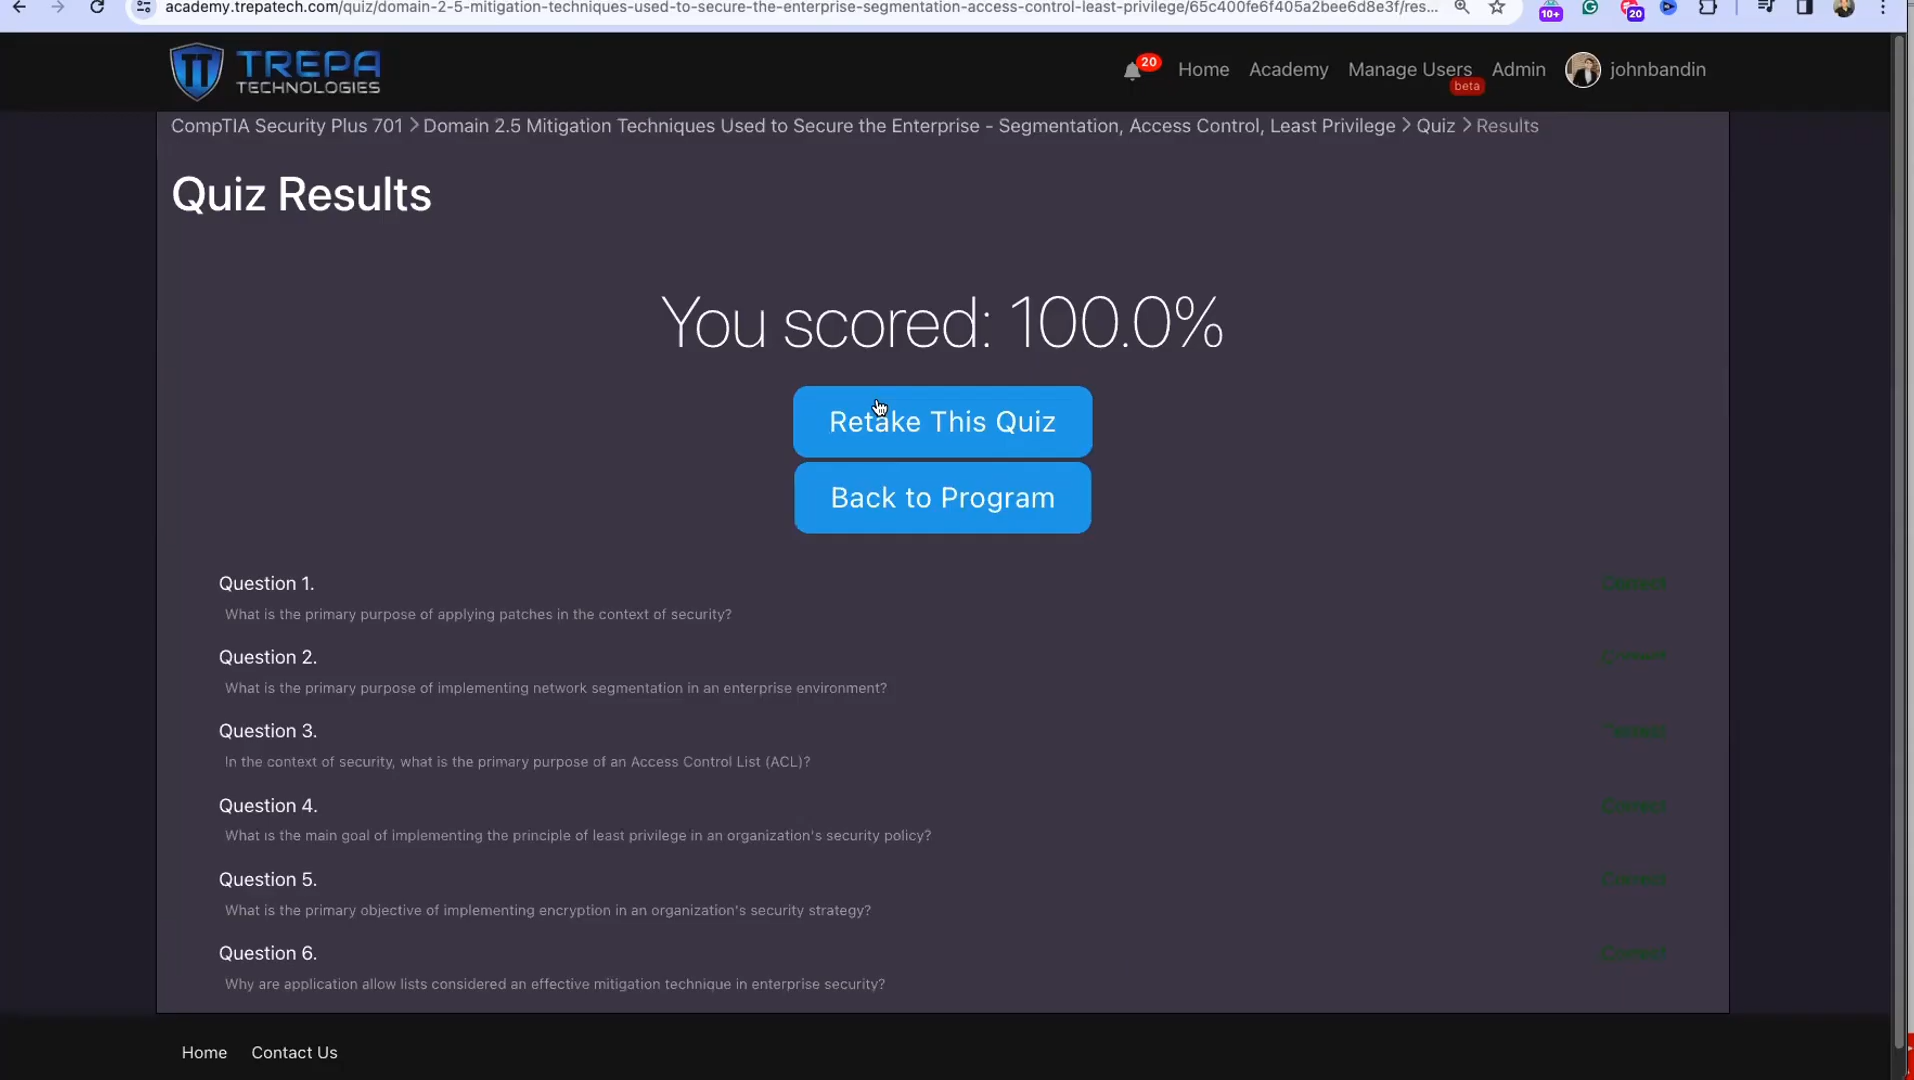 academy.trepatech.com/quiz/domain-2-5-mitigation-techniques-used-to-secure-the-enterprise-segmentation-access-control-least-privilege/65c400fe6f405a2bee6d8e3f/res...
10+
20
TREPA
TECHNOLOGIES
20
Home
Academy
Manage Users
beta
Admin
johnbandin
CompTIA Security Plus 701 > Domain 2.5 Mitigation Techniques Used to Secure the Enterprise - Segmentation, Access Control, Least Privilege > Quiz > Results
Quiz Results
You scored: 100.0%
Retake This Quiz
Back to Program
Question 1.
Correct
What is the primary purpose of applying patches in the context of security?
Question 2.
Correct
What is the primary purpose of implementing network segmentation in an enterprise environment?
Question 3.
Correct
In the context of security, what is the primary purpose of an Access Control List (ACL)?
Question 4.
Correct
What is the main goal of implementing the principle of least privilege in an organization's security policy?
Question 5.
Correct
What is the primary objective of implementing encryption in an organization's security strategy?
Question 6.
Correct
Why are application allow lists considered an effective mitigation technique in enterprise security?
Home
Contact Us